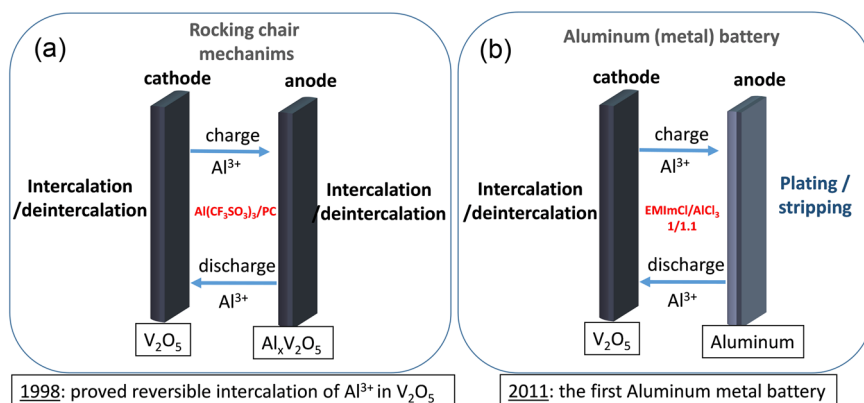 (a)
Rocking chair
mechanims
cathode
anode
charge
Al³⁺
Intercalation
/deintercalation
Al(CF₃SO₃)₃/PC
Intercalation
/deintercalation
discharge
Al³⁺
V₂O₅
AlₓV₂O₅
1998: proved reversible intercalation of Al³⁺ in V₂O₅
(b)
Aluminum (metal) battery
cathode
anode
charge
Al³⁺
Intercalation
/deintercalation
EMImCl/AlCl₃
1/1.1
Plating /
stripping
discharge
Al³⁺
V₂O₅
Aluminum
2011: the first Aluminum metal battery